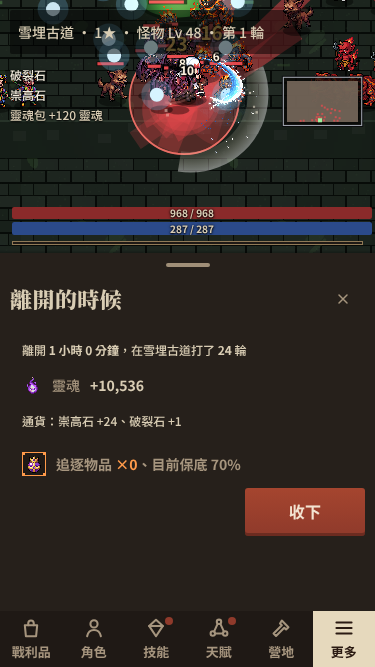 雪埋古道 • 1★ • 怪物 Lv 48 • 第 1 輪
破裂石
崇高石
靈魂包 +120 靈魂
968 / 968
287 / 287
離開的時候
×
離開 1 小時 0 分鐘，在雪埋古道打了 24 輪
靈魂 +10,536
通貨：崇高石 +24、破裂石 +1
追逐物品 ×0、目前保底 70%
收下
戰利品 角色 技能 天賦 營地 更多